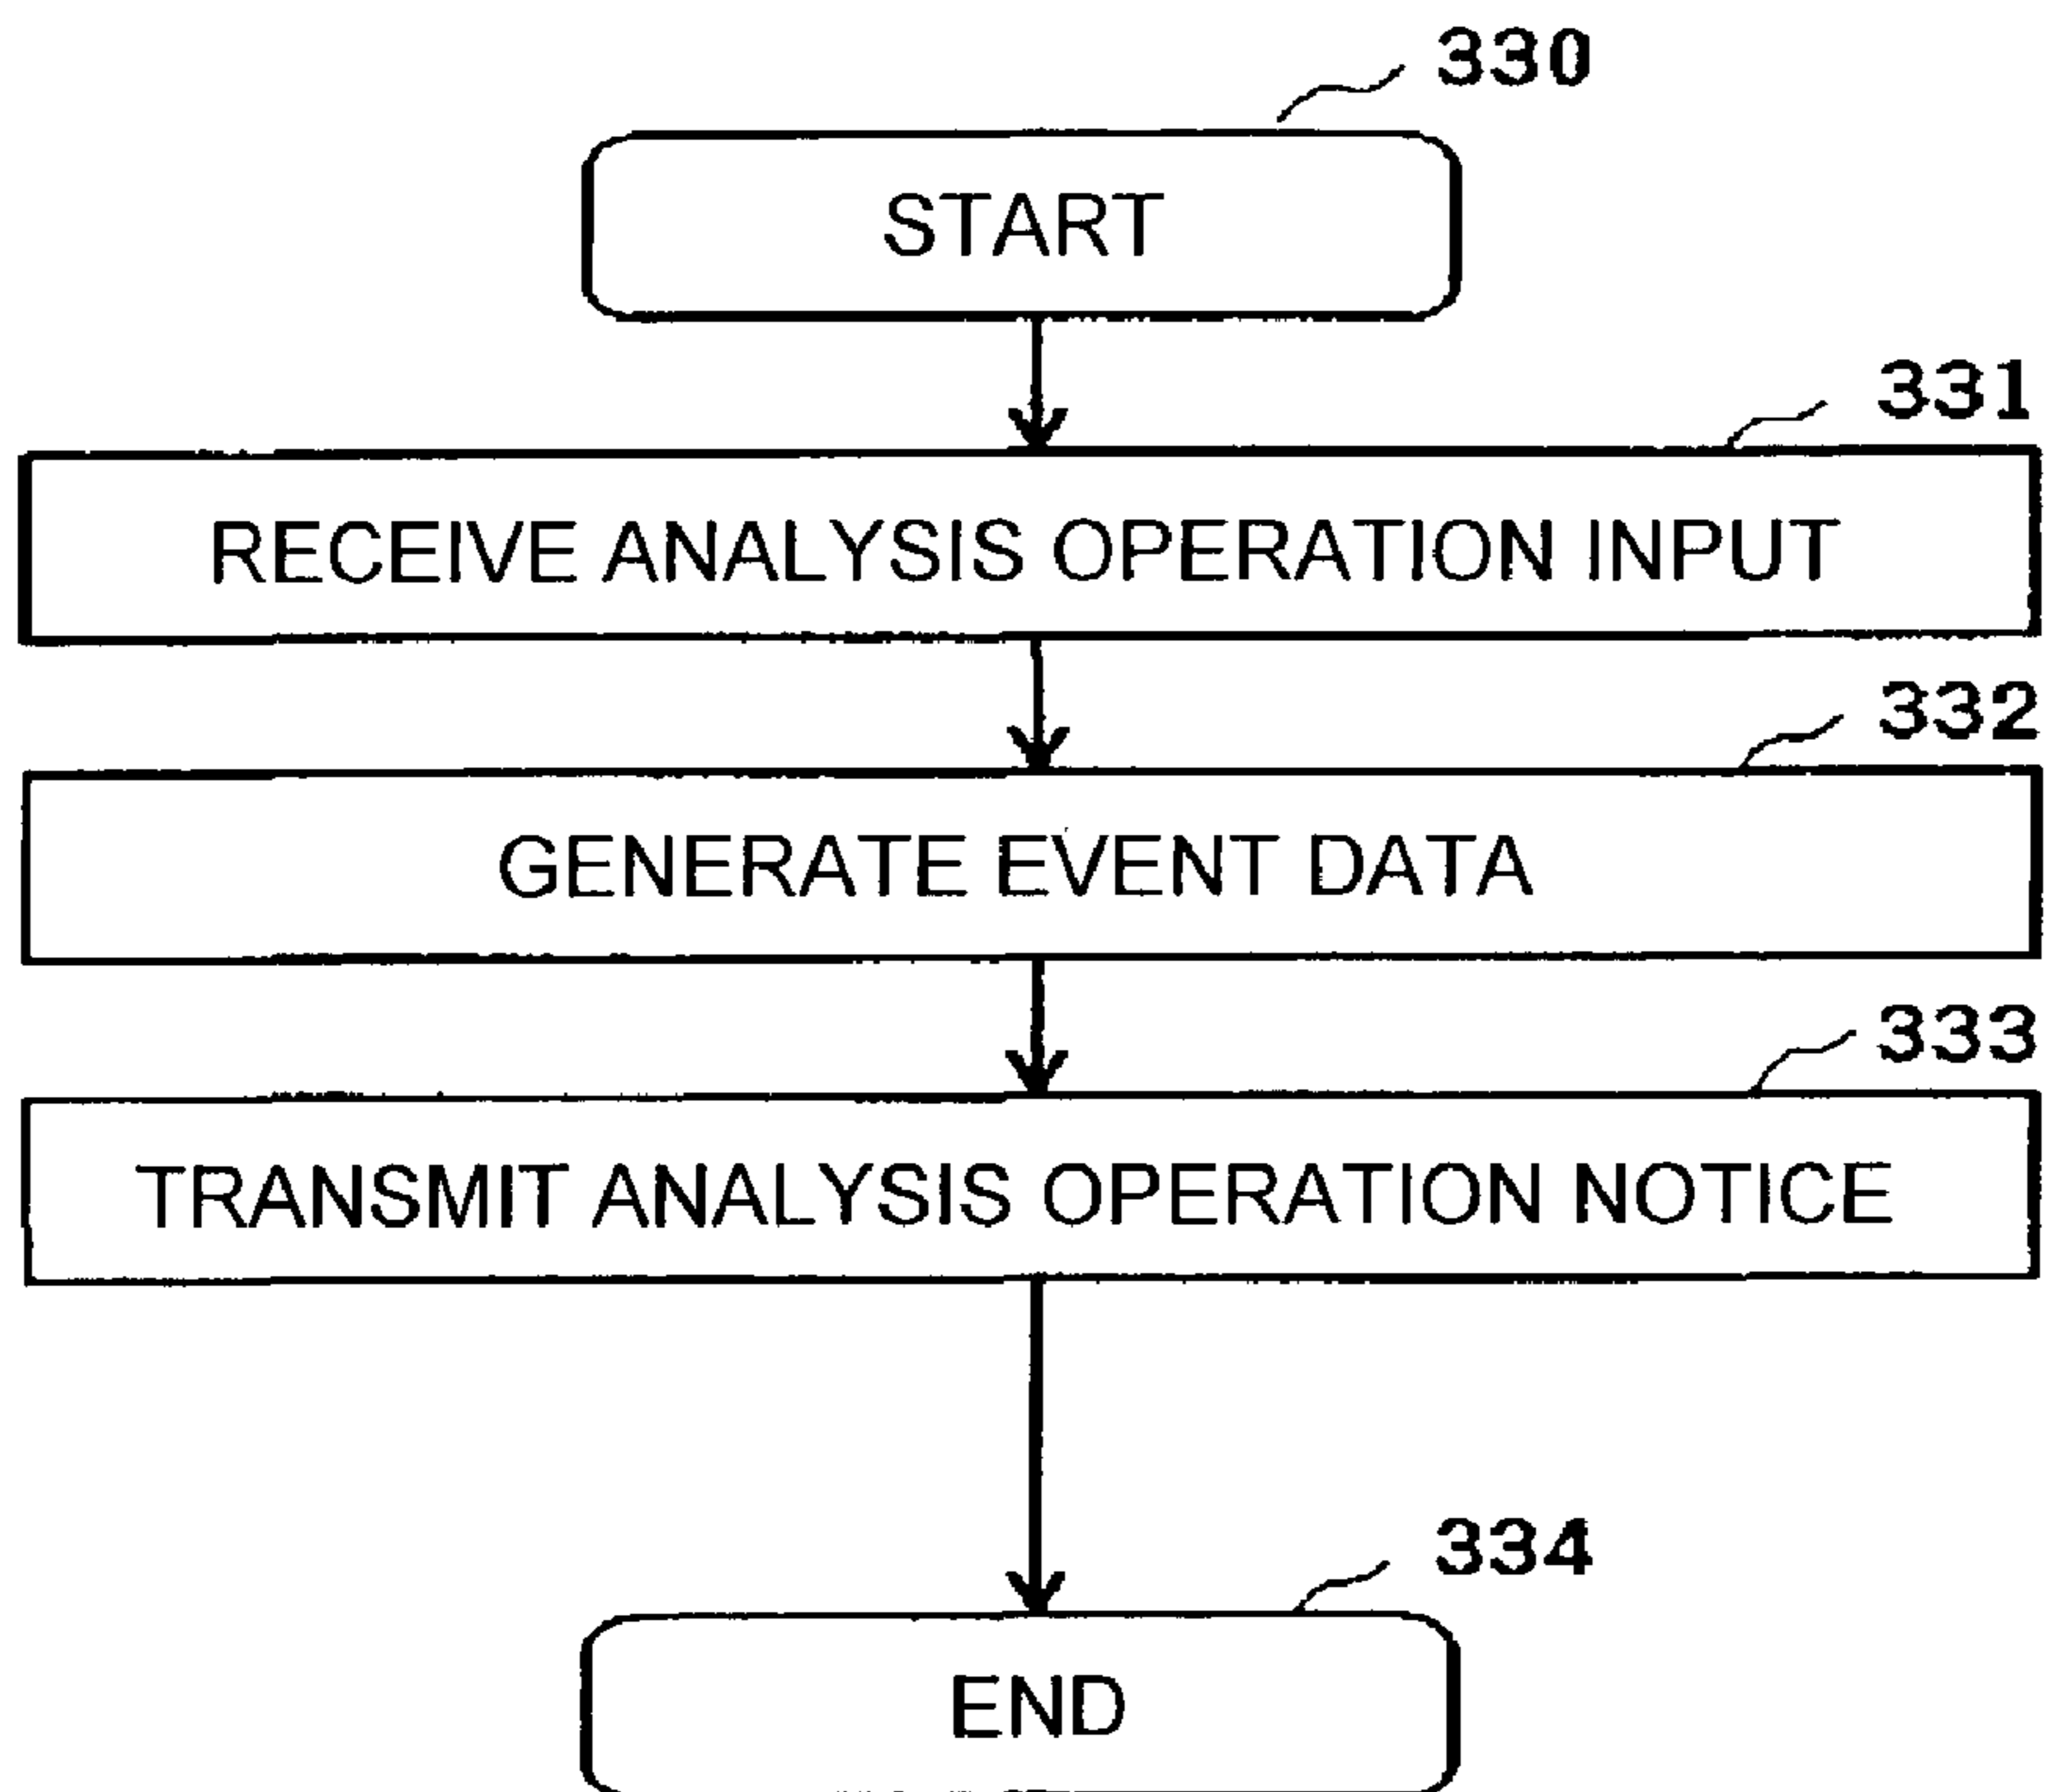 330
START
331
RECEIVE ANALYSIS OPERATION INPUT
332
GENERATE EVENT DATA
333
TRANSMIT ANALYSIS OPERATION NOTICE
334
END